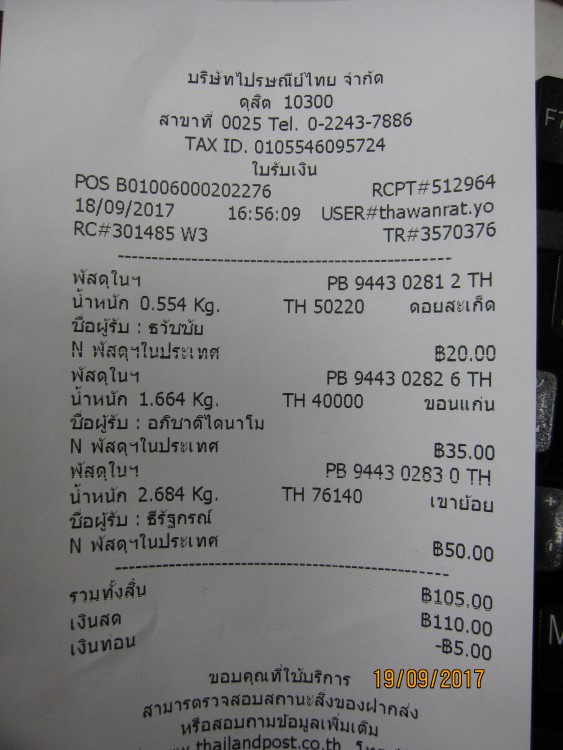 บริษัทไปรษณีย์ไทย จำกัด
ดุสิต 10300
สาขาที่ 0025 Tel. 0-2243-7886
TAX ID. 0105546095724
ใบรับเงิน
POS B01006000202276 RCPT#512964
18/09/2017 16:56:09 USER#thawanrat.yo
RC#301485 W3 TR#3570376
พัสดุในฯ PB 9443 0281 2 TH
น้ำหนัก 0.554 Kg. TH 50220 ดอยสะเก็ด
ชื่อผู้รับ : ธวัชชัย
N พัสดุฯในประเทศ ฿20.00
พัสดุในฯ PB 9443 0282 6 TH
น้ำหนัก 1.664 Kg. TH 40000 ขอนแก่น
ชื่อผู้รับ : อภิชาติไดนาโม
N พัสดุฯในประเทศ ฿35.00
พัสดุในฯ PB 9443 0283 0 TH
น้ำหนัก 2.684 Kg. TH 76140 เขาย้อย
ชื่อผู้รับ : ธีรัฐกรณ์
N พัสดุฯในประเทศ ฿50.00
รวมทั้งสิ้น ฿105.00
เงินสด ฿110.00
เงินทอน -฿5.00
ขอบคุณที่ใช้บริการ
19/09/2017
สามารถตรวจสอบสถานะสิ่งของฝากส่ง
หรือสอบถามข้อมูลเพิ่มเติม
www.thailandpost.co.th
F7
M